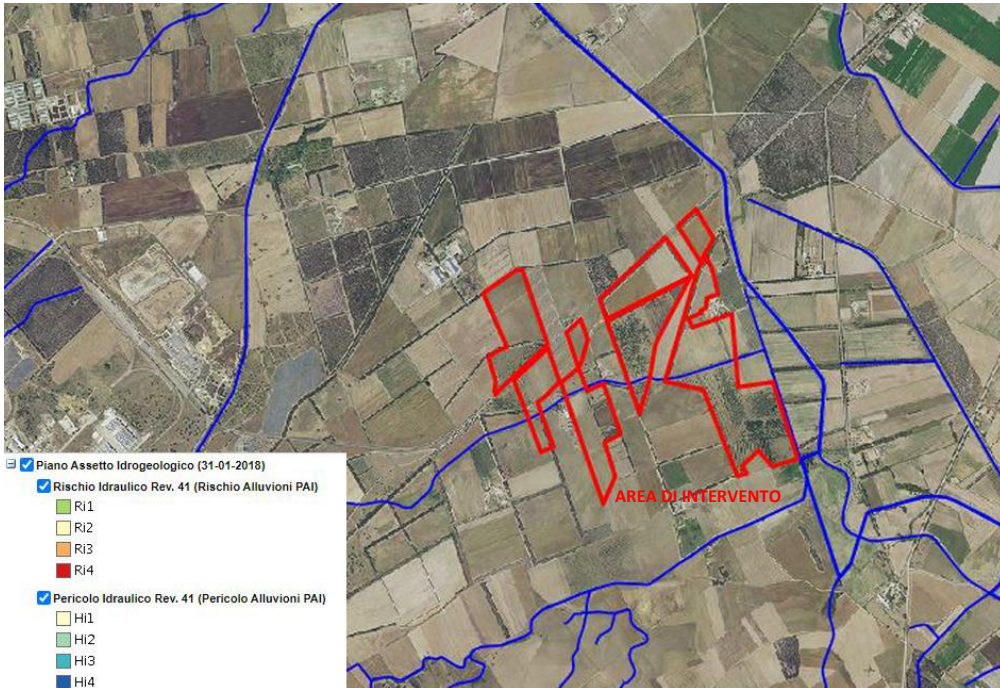 AREA DI INTERVENTO
Piano Assetto Idrogeologico (31-01-2018)
Rischio Idraulico Rev. 41 (Rischio Alluvioni PAI)
Ri1
Ri2
Ri3
Ri4
Pericolo Idraulico Rev. 41 (Pericolo Alluvioni PAI)
Hi1
Hi2
Hi3
Hi4